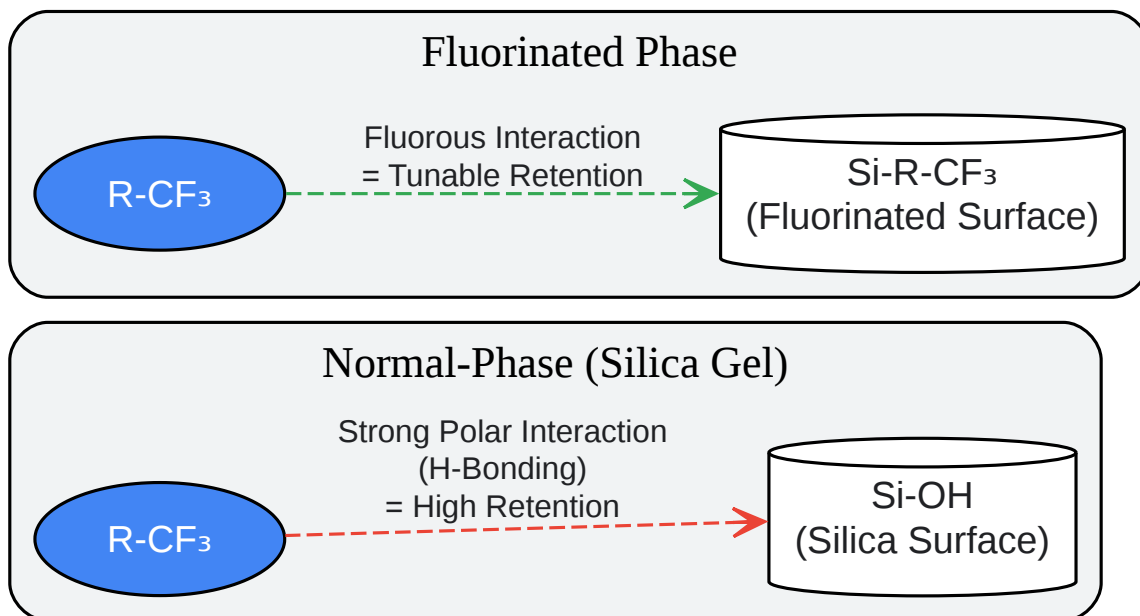 Fluorinated Phase
Fluorous Interaction
= Tunable Retention
R-CF₃
Si-R-CF₃
(Fluorinated Surface)
Normal-Phase (Silica Gel)
Strong Polar Interaction
(H-Bonding)
= High Retention
R-CF₃
Si-OH
(Silica Surface)